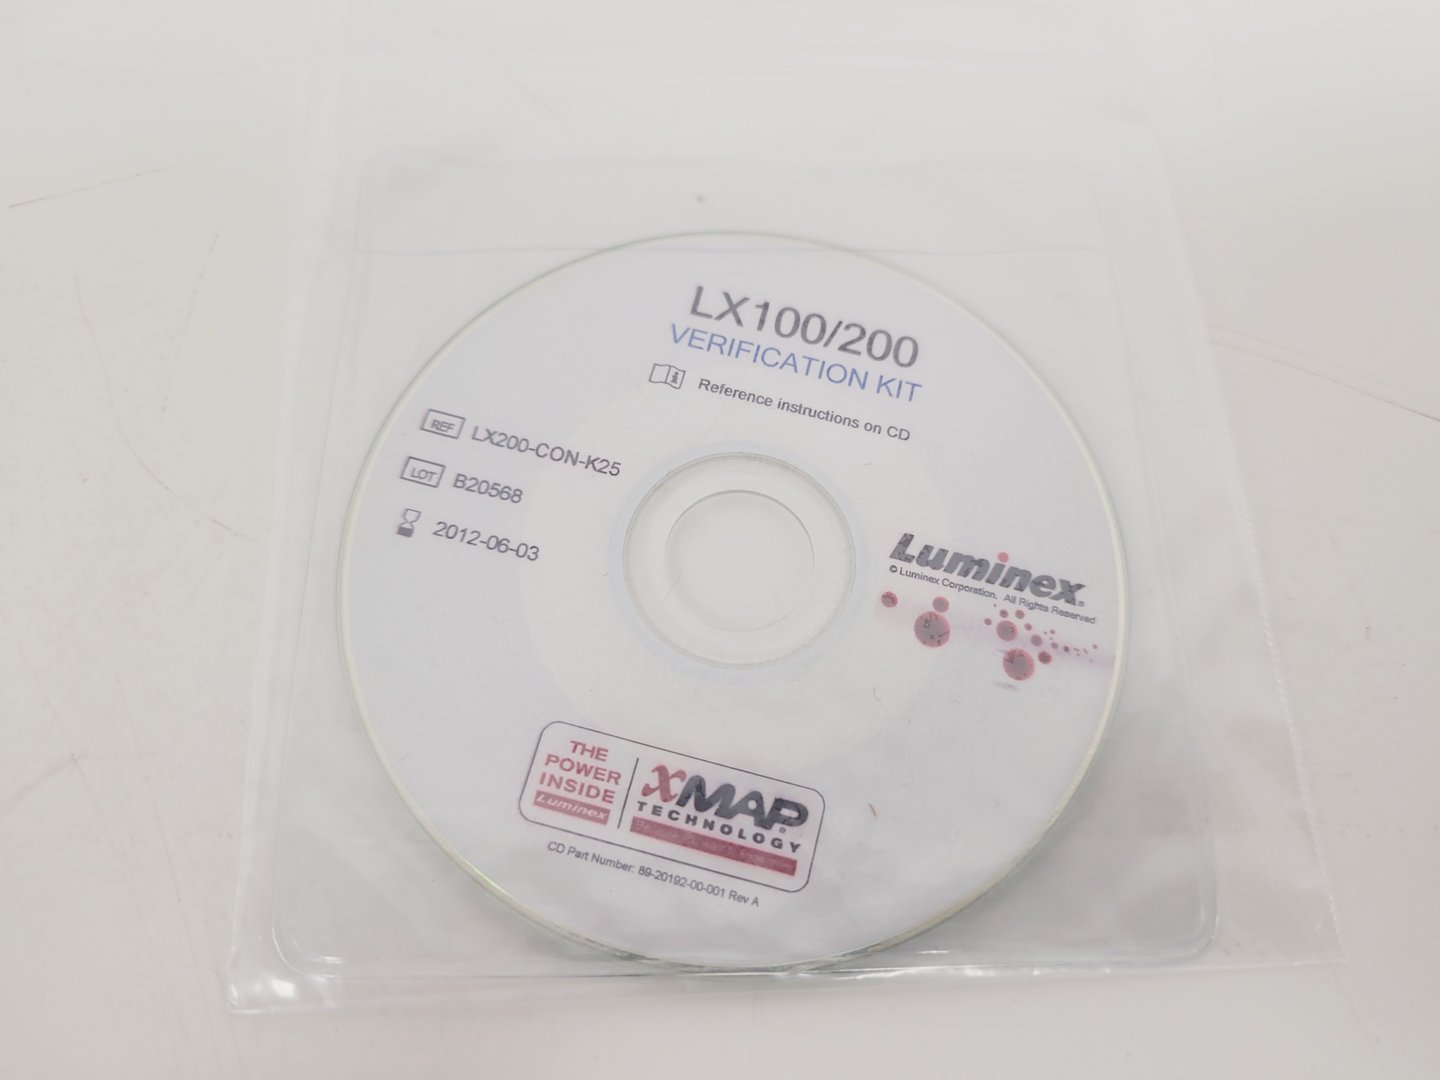 LX100/200
VERIFICATION KIT
Reference instructions on CD
REF LX200-CON-K25
LOT B20568
2012-06-03
Luminex®
© Luminex Corporation. All Rights Reserved
THE
POWER
INSIDE
Luminex
xMAP®
TECHNOLOGY
CD Part Number: 89-20192-00-001 Rev A